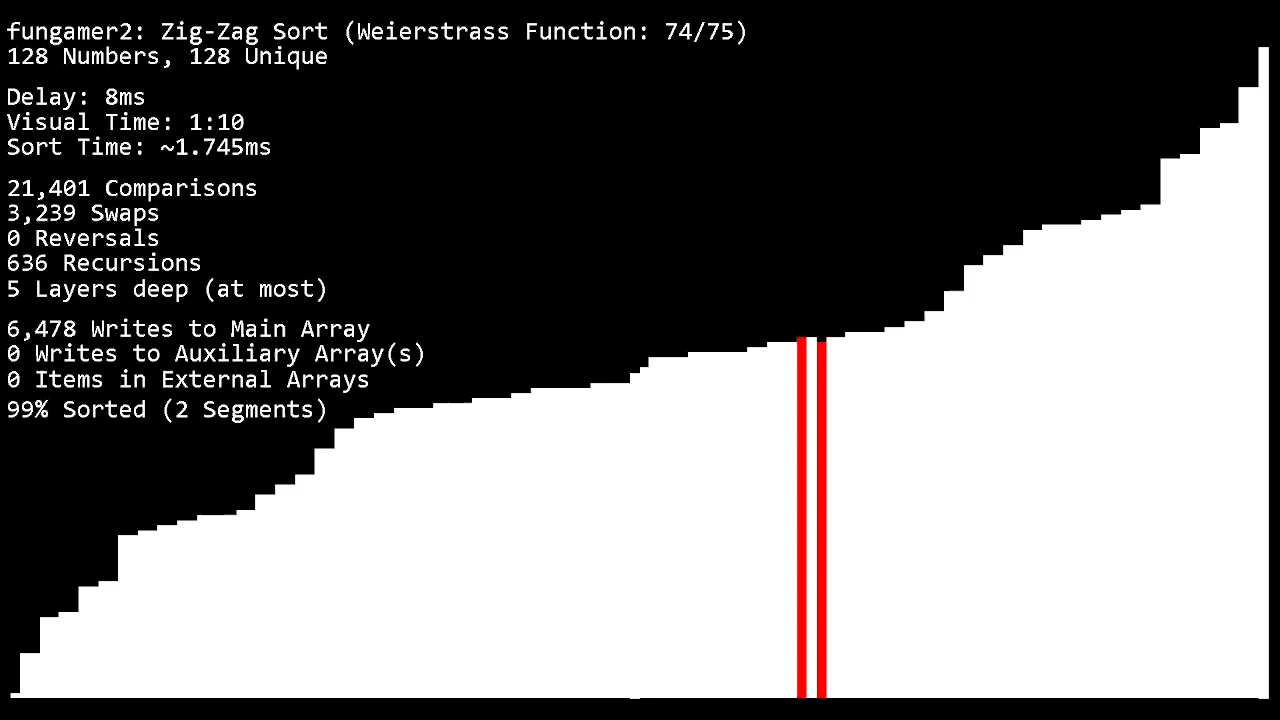 fungamer2: Zig-Zag Sort (Weierstrass Function: 74/75)
128 Numbers, 128 Unique
Delay: 8ms
Visual Time: 1:10
Sort Time: ~1.745ms
21,401 Comparisons
3,239 Swaps
0 Reversals
636 Recursions
5 Layers deep (at most)
6,478 Writes to Main Array
0 Writes to Auxiliary Array(s)
0 Items in External Arrays
99% Sorted (2 Segments)